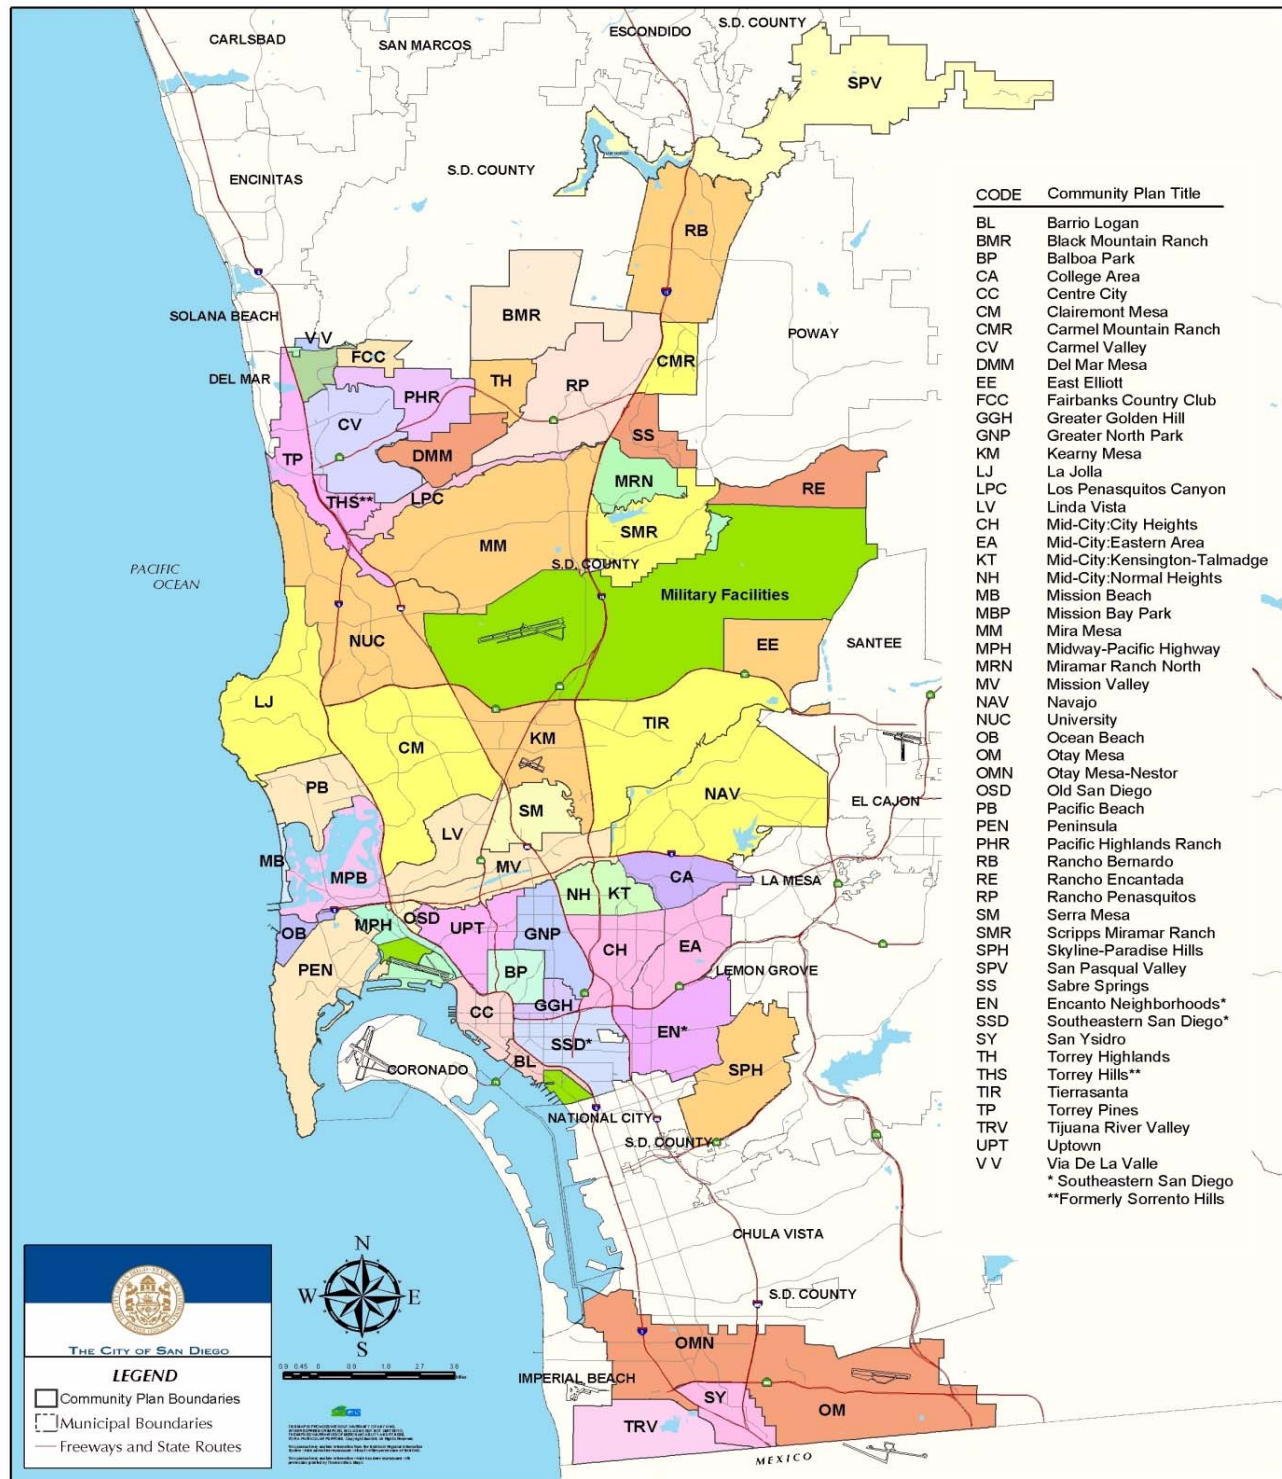 CARLSBAD
SAN MARCOS
ESCONDIDO
S.D. COUNTY
SPV
ENCINITAS
S.D. COUNTY
RB
SOLANA BEACH
BMR
POWAY
V V
FCC
DEL MAR
TH
RP
CMR
PHR
CV
SS
DMM
TP
MRN
RE
THS**
LPC
SMR
MM
S.D. COUNTY
PACIFIC
OCEAN
Military Facilities
NUC
EE
SANTEE
LJ
TIR
CM
KM
PB
NAV
EL CAJON
SM
LV
MB
MV
MPB
CA
LA MESA
NH
KT
OSD
MPH
UPT
OB
GNP
CH
EA
PEN
BP
LEMON GROVE
GGH
CC
EN*
SSD*
BL
SPH
CORONADO
NATIONAL CITY
S.D. COUNTY
CHULA VISTA
S.D. COUNTY
OMN
IMPERIAL BEACH
SY
OM
TRV
MEXICO
CODE Community Plan Title
BL Barrio Logan
BMR Black Mountain Ranch
BP Balboa Park
CA College Area
CC Centre City
CM Clairemont Mesa
CMR Carmel Mountain Ranch
CV Carmel Valley
DMM Del Mar Mesa
EE East Elliott
FCC Fairbanks Country Club
GGH Greater Golden Hill
GNP Greater North Park
KM Kearny Mesa
LJ La Jolla
LPC Los Penasquitos Canyon
LV Linda Vista
CH Mid-City:City Heights
EA Mid-City:Eastern Area
KT Mid-City:Kensington-Talmadge
NH Mid-City:Normal Heights
MB Mission Beach
MBP Mission Bay Park
MM Mira Mesa
MPH Midway-Pacific Highway
MRN Miramar Ranch North
MV Mission Valley
NAV Navajo
NUC University
OB Ocean Beach
OM Otay Mesa
OMN Otay Mesa-Nestor
OSD Old San Diego
PB Pacific Beach
PEN Peninsula
PHR Pacific Highlands Ranch
RB Rancho Bernardo
RE Rancho Encantada
RP Rancho Penasquitos
SM Serra Mesa
SMR Scripps Miramar Ranch
SPH Skyline-Paradise Hills
SPV San Pasqual Valley
SS Sabre Springs
EN Encanto Neighborhoods*
SSD Southeastern San Diego*
SY San Ysidro
TH Torrey Highlands
THS Torrey Hills**
TIR Tierrasanta
TP Torrey Pines
TRV Tijuana River Valley
UPT Uptown
V V Via De La Valle
* Southeastern San Diego
**Formerly Sorrento Hills
THE CITY OF SAN DIEGO
LEGEND
Community Plan Boundaries
Municipal Boundaries
Freeways and State Routes
N
W E
S
0.9 0.45 0 0.9 1.8 2.7 3.6